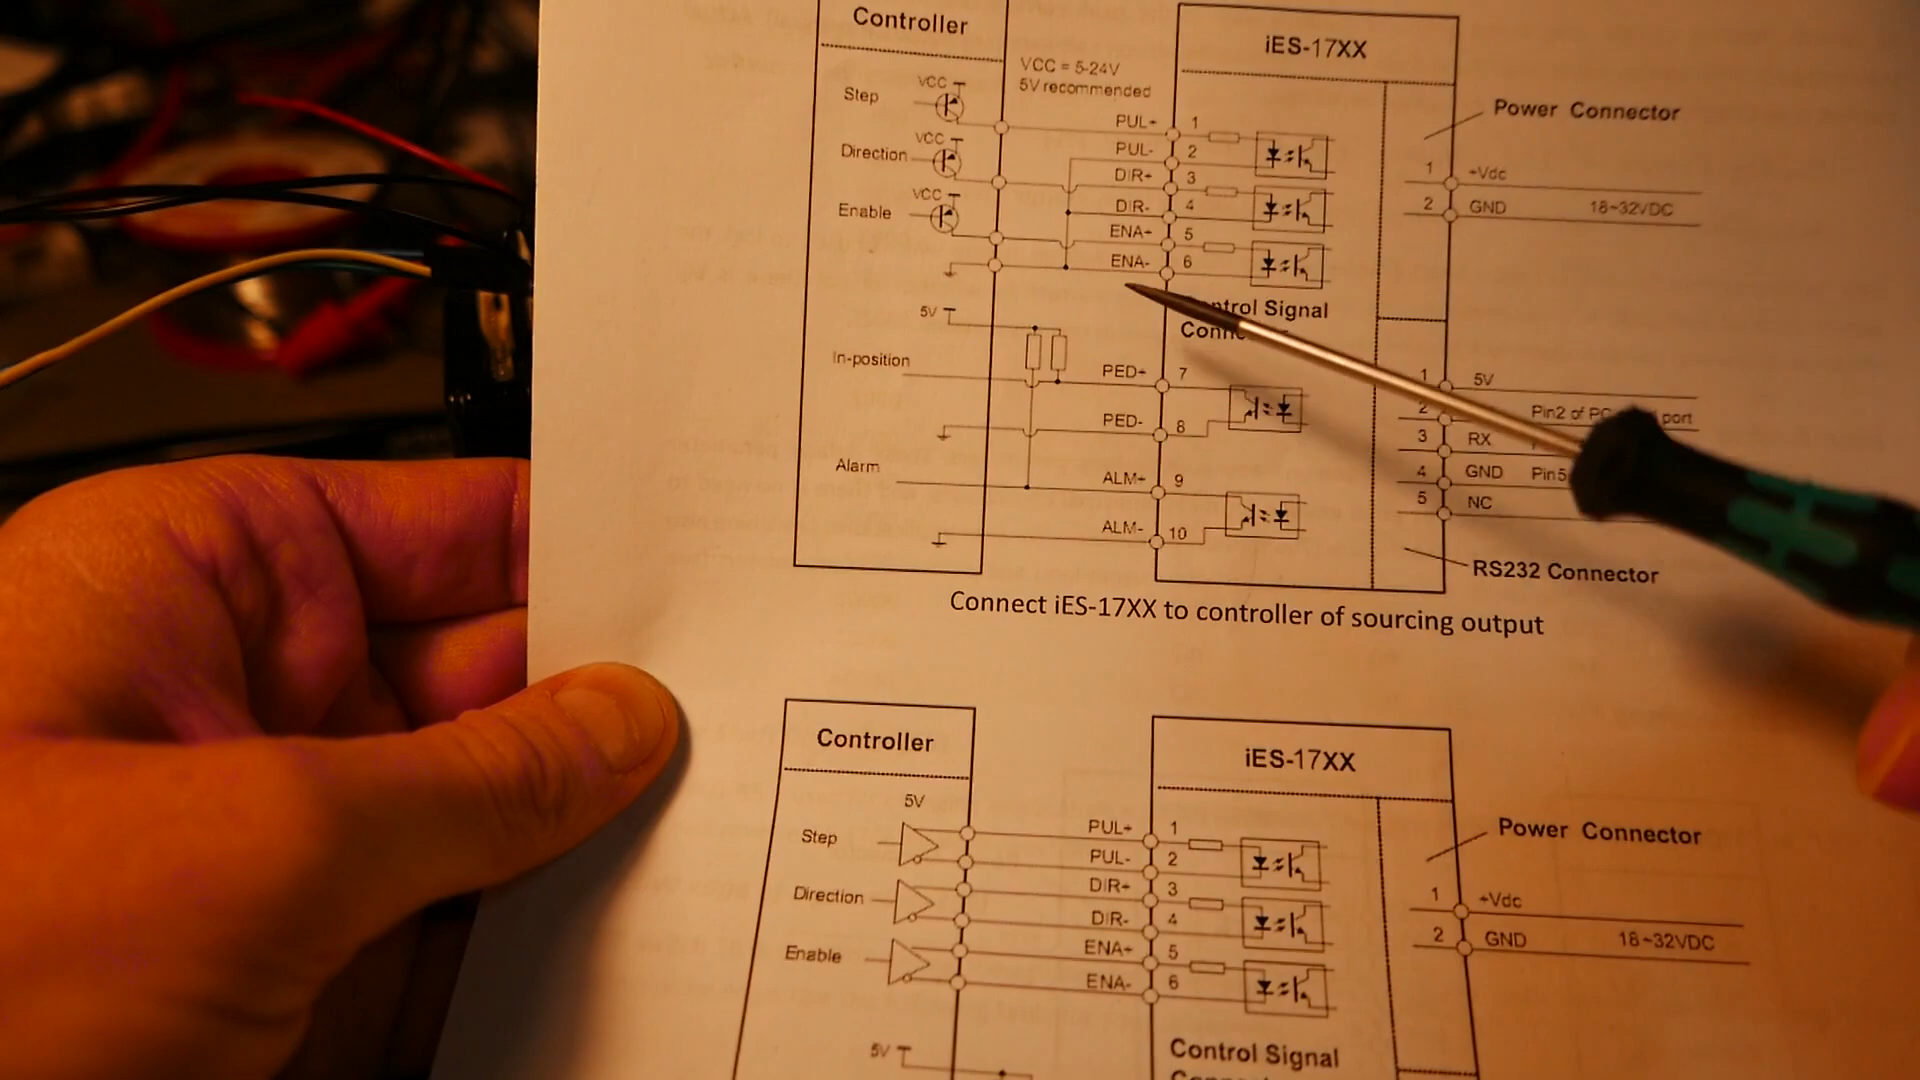 Controller
iES-17XX
VCC = 5-24V
5V recommended
VCC
Step
PUL+ 1
Power Connector
VCC
Direction
PUL- 2
DIR+ 3
1 +Vdc
VCC
Enable
DIR- 4
2 GND 18~32VDC
ENA+ 5
ENA- 6
Control Signal
5V
In-position
PED+ 7
1 5V
2 Pin2 of port
PED- 8
3 RX
Alarm
ALM+ 9
4 GND Pin5
5 NC
ALM- 10
RS232 Connector
Connect iES-17XX to controller of sourcing output
Controller
iES-17XX
5V
Step
PUL+ 1
Power Connector
PUL- 2
Direction
DIR+ 3
1 +Vdc
DIR- 4
2 GND 18~32VDC
Enable
ENA+ 5
ENA- 6
5V
Control Signal